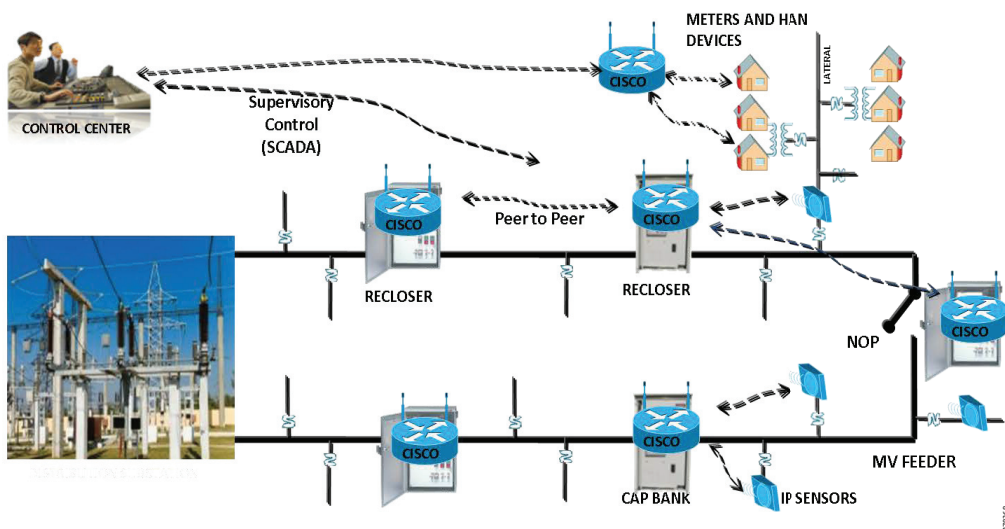 METERS AND HAN
DEVICES
LATERAL
CISCO
CONTROL CENTER
Supervisory
Control
(SCADA)
CISCO
CISCO
Peer to Peer
RECLOSER
RECLOSER
NOP
CISCO
CISCO
CISCO
MV FEEDER
CAP BANK
IP SENSORS